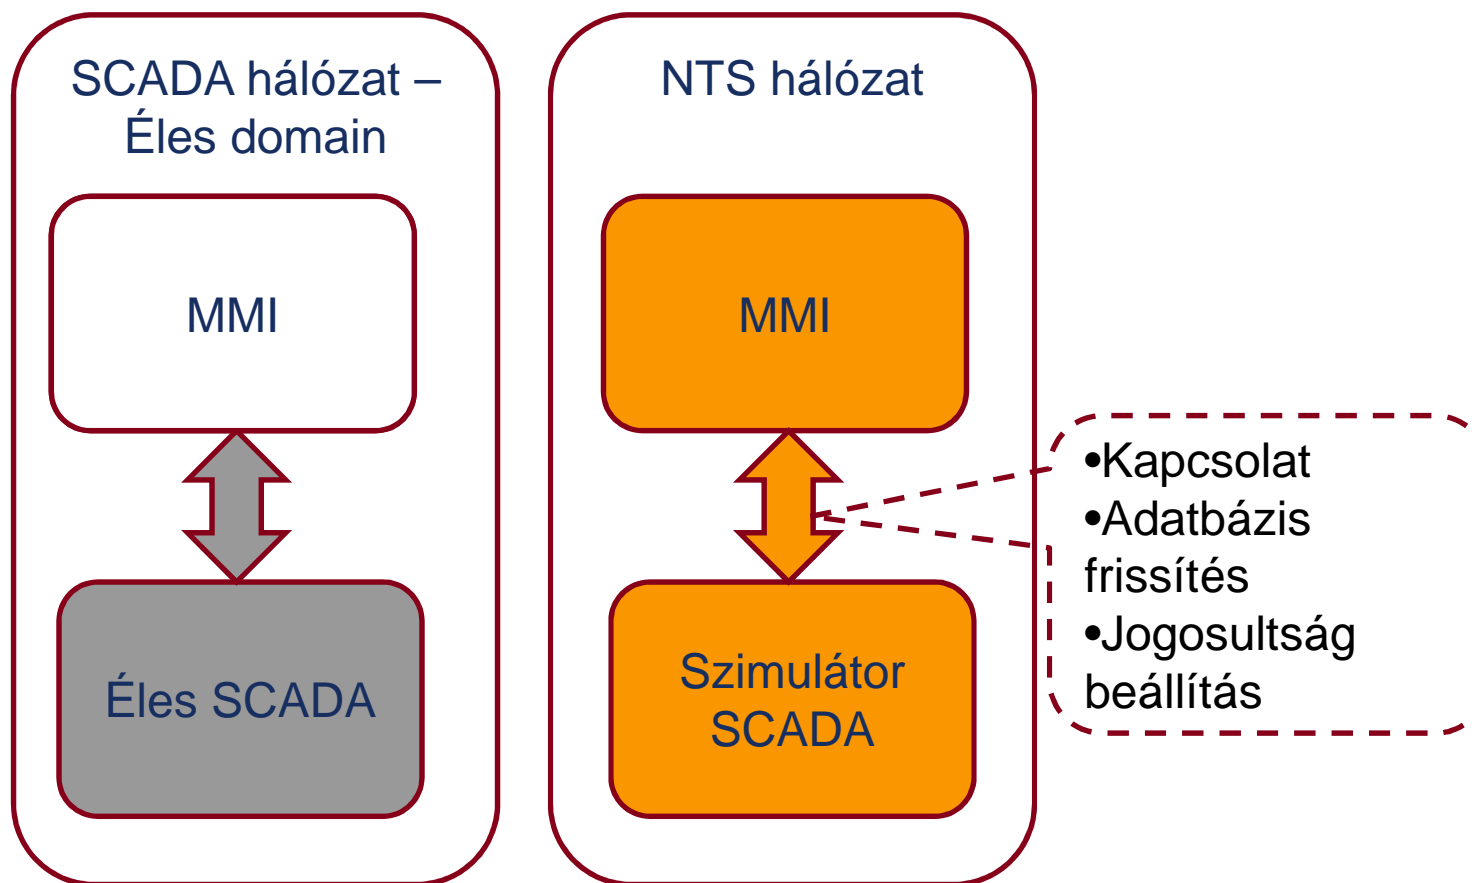 SCADA hálózat –
Éles domain
MMI
Éles SCADA
NTS hálózat
MMI
Szimulátor
SCADA
•Kapcsolat
•Adatbázis
frissítés
•Jogosultság
beállítás